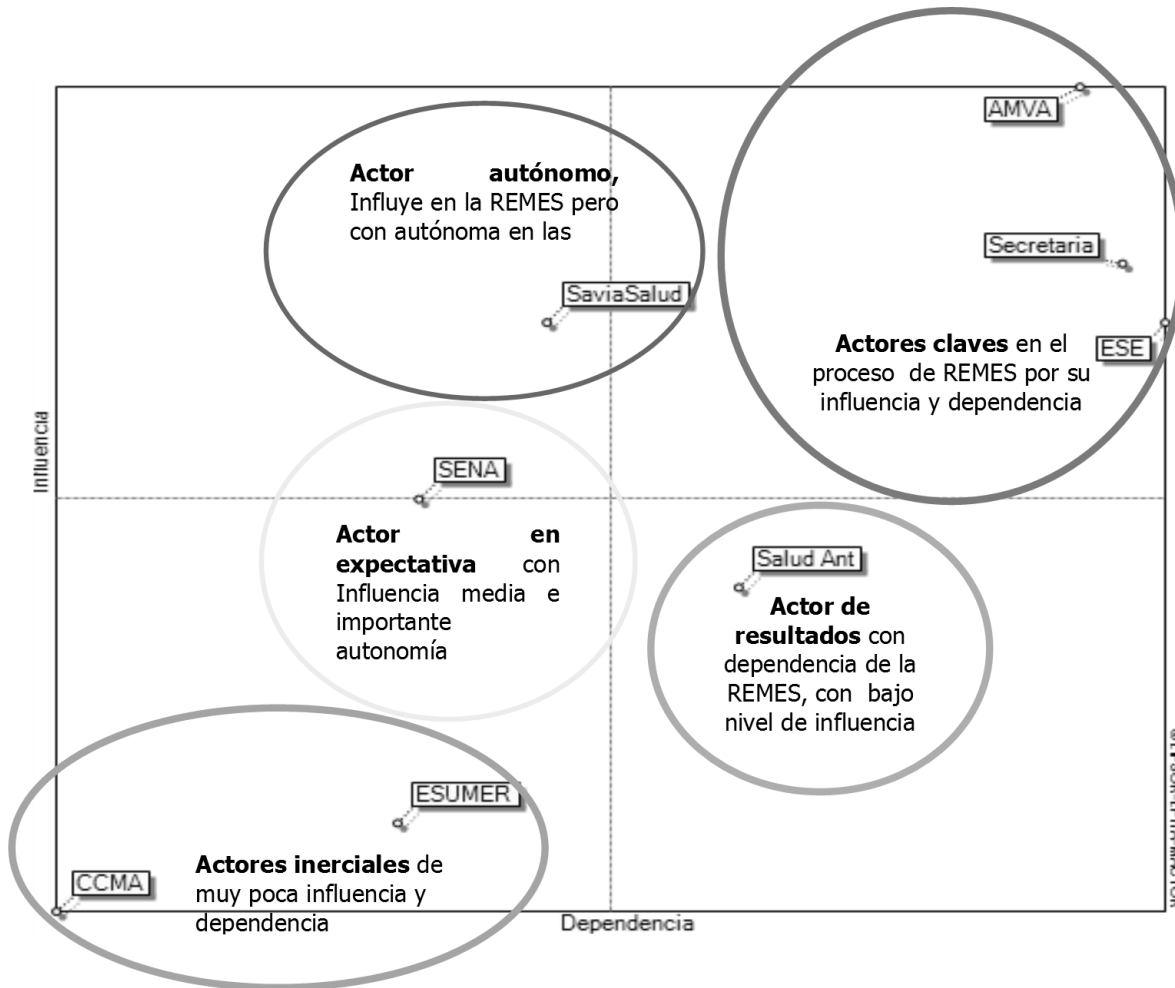 AMVA
Actor autónomo,
Influye en la REMES pero
con autónoma en las
Secretaria
SaviaSalud
Actores claves en el
proceso de REMES por su
influencia y dependencia
ESE
Influencia
SENA
Actor en
expectativa con
Influencia media e
importante
autonomía
Salud Ant
Actor de
resultados con
dependencia de la
REMES, con bajo
nivel de influencia
ESUMER
Actores inerciales de
muy poca influencia y
dependencia
CCMA
Dependencia